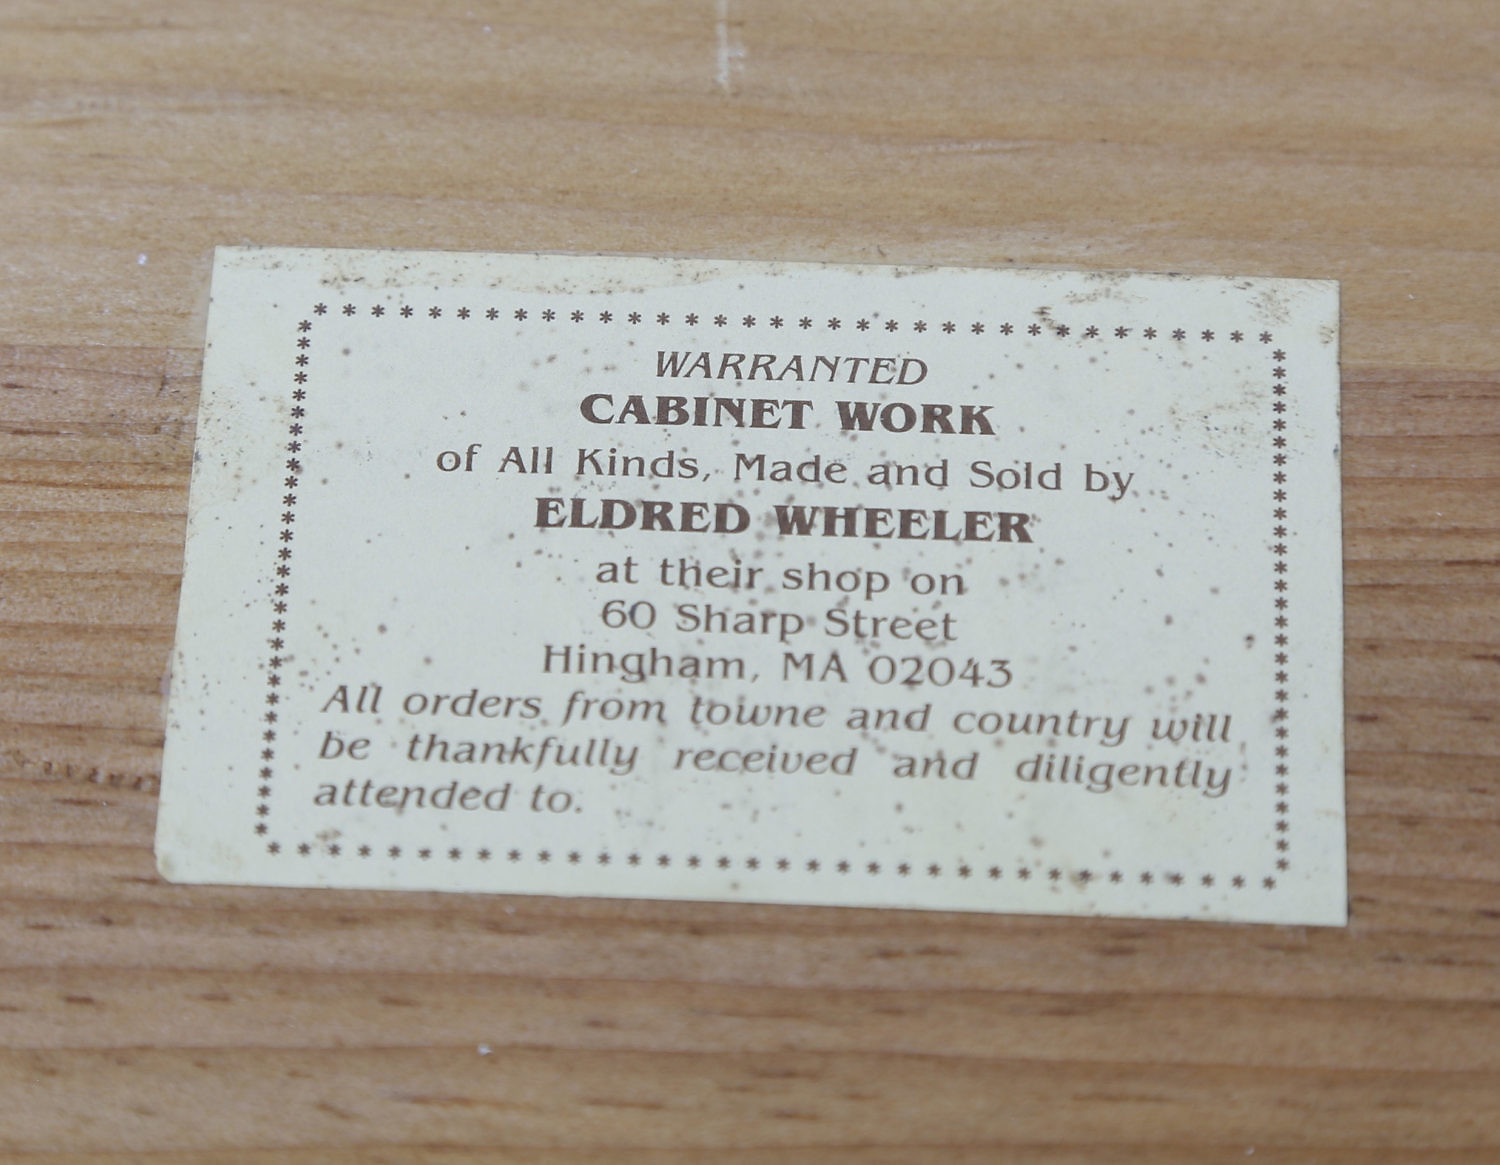 WARRANTED
CABINET WORK
of All Kinds, Made and Sold by
ELDRED WHEELER
at their shop on
60 Sharp Street
Hingham, MA 02043
All orders from towne and country will
be thankfully received and diligently
attended to.